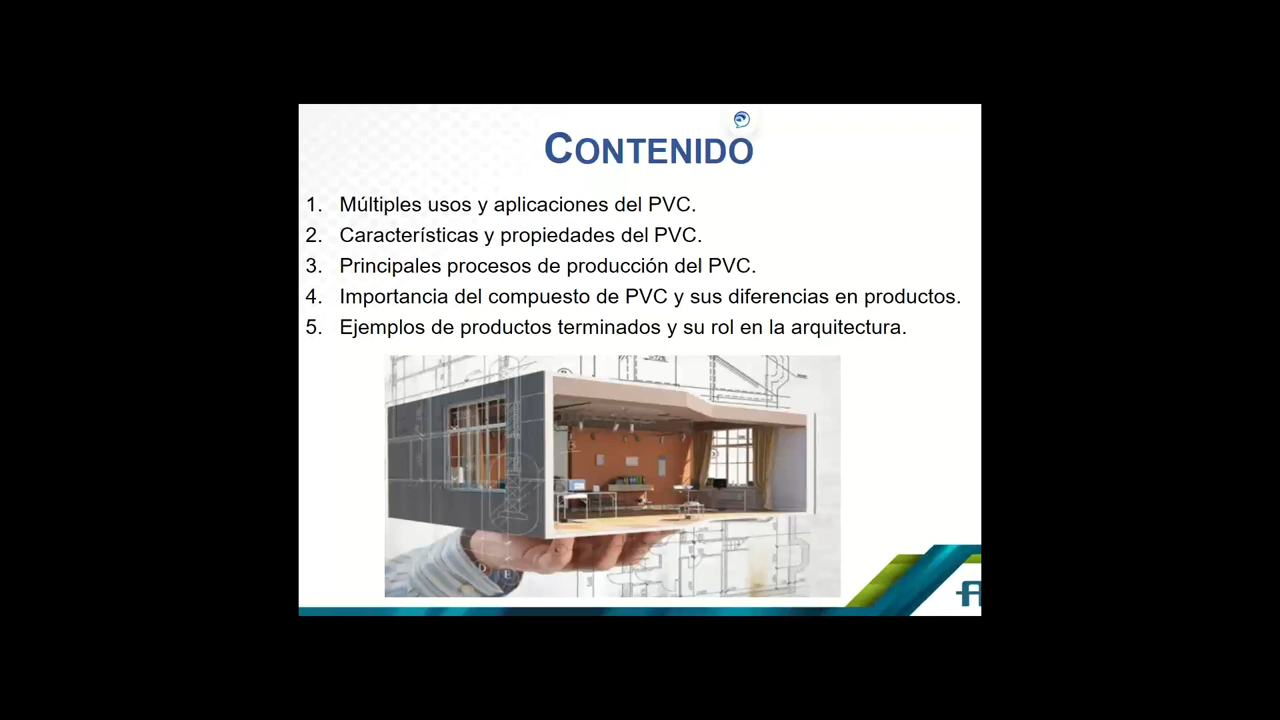 CONTENIDO
1. Múltiples usos y aplicaciones del PVC.
2. Características y propiedades del PVC.
3. Principales procesos de producción del PVC.
4. Importancia del compuesto de PVC y sus diferencias en productos.
5. Ejemplos de productos terminados y su rol en la arquitectura.